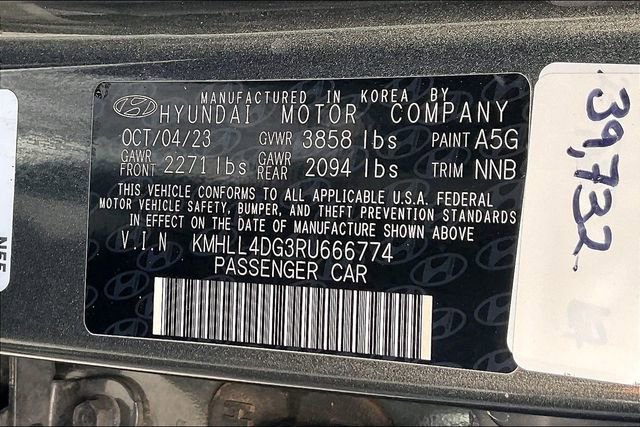 MANUFACTURED IN KOREA BY
HYUNDAI MOTOR COMPANY
OCT/04/23 GVWR 3858 lbs PAINT A5G
GAWR FRONT 2271 lbs GAWR REAR 2094 lbs TRIM NNB
THIS VEHICLE CONFORMS TO ALL APPLICABLE U.S.A. FEDERAL
MOTOR VEHICLE SAFETY, BUMPER, AND THEFT PREVENTION STANDARDS
IN EFFECT ON THE DATE OF MANUFACTURE SHOWN ABOVE
V.I.N KMHLL4DG3RU666774
PASSENGER CAR
39,732